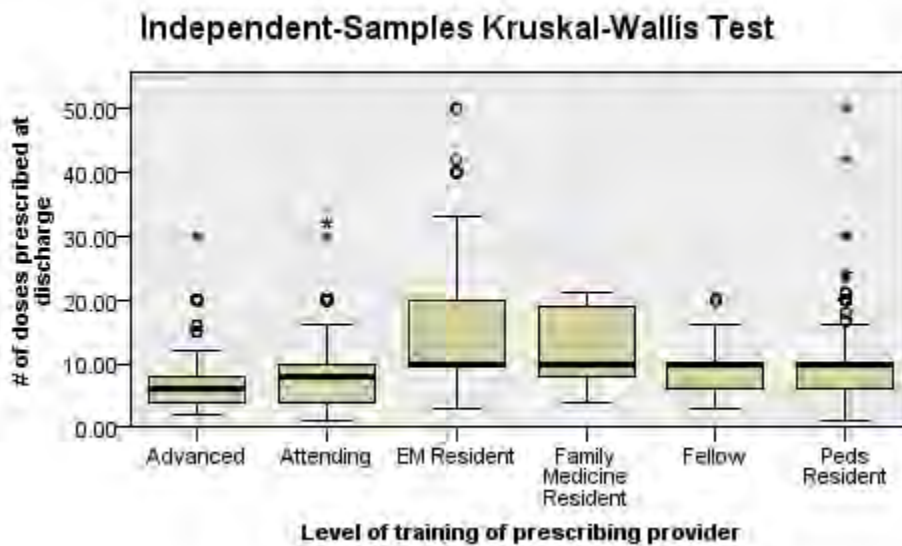 Independent-Samples Kruskal-Wallis Test
# of doses prescribed at
discharge
50.00
40.00
30.00
20.00
10.00
0.00
Advanced
Attending
EM Resident
Family
Medicine
Resident
Fellow
Peds
Resident
Level of training of prescribing provider